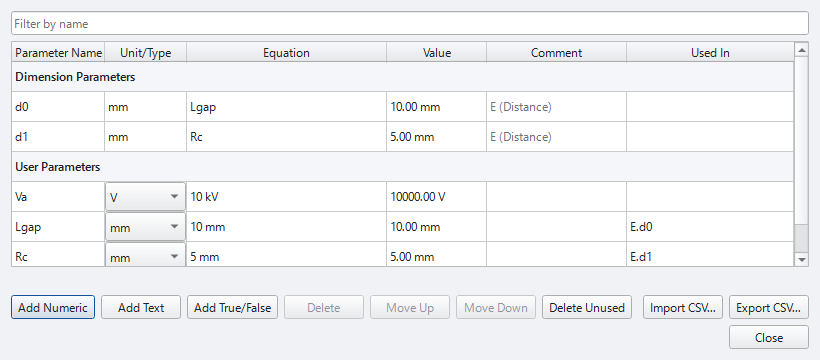 Filter by name
Parameter Name Unit/Type Equation Value Comment Used In
Dimension Parameters
d0 mm Lgap 10.00 mm E (Distance)
d1 mm Rc 5.00 mm E (Distance)
User Parameters
Va V 10 kV 10000.00 V
Lgap mm 10 mm 10.00 mm E.d0
Rc mm 5 mm 5.00 mm E.d1
Add Numeric Add Text Add True/False Delete Move Up Move Down Delete Unused Import CSV... Export CSV...
Close